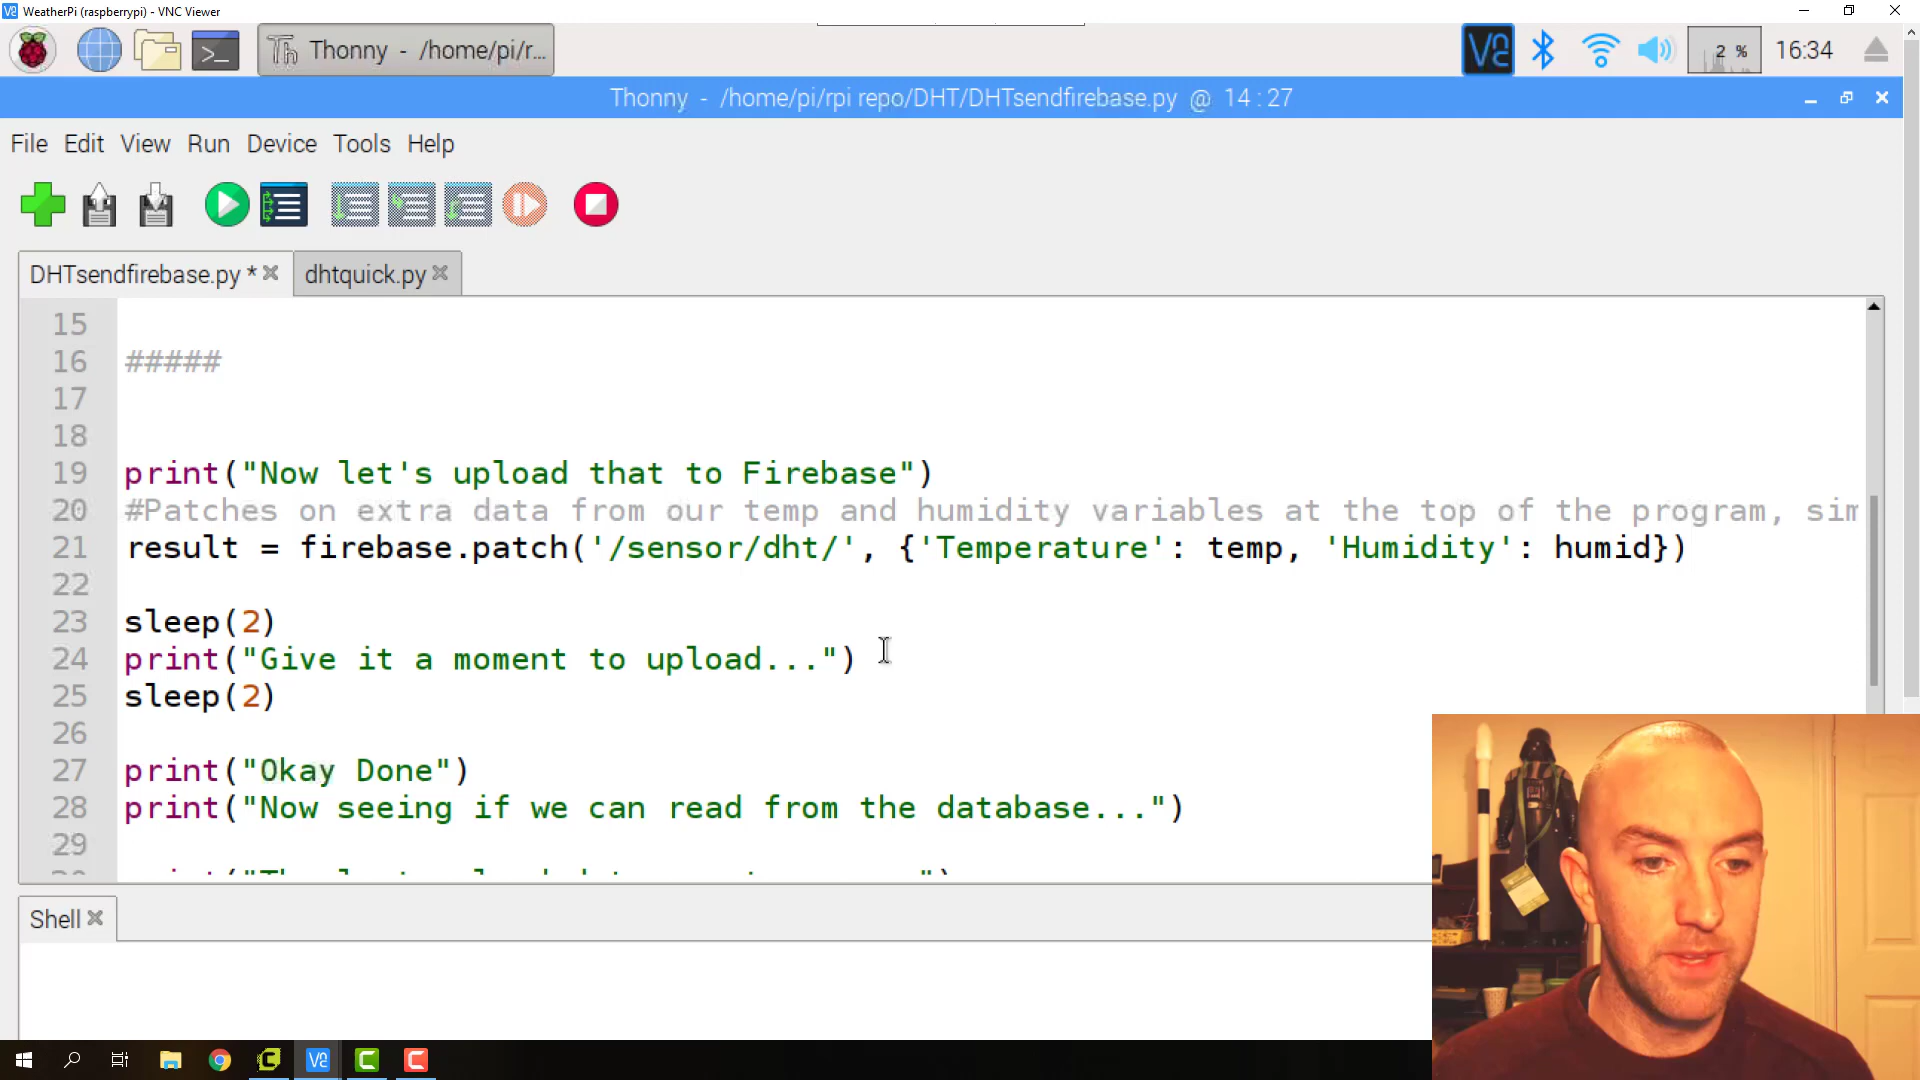 WeatherPi (raspberrypi) - VNC Viewer
Thonny - /home/pi/r...
2 %
16:34
Thonny - /home/pi/rpi repo/DHT/DHTsendfirebase.py @ 14 : 27
File Edit View Run Device Tools Help
DHTsendfirebase.py *
dhtquick.py
15
16 #####
17
18
19 print("Now let's upload that to Firebase")
20 #Patches on extra data from our temp and humidity variables at the top of the program, sim
21 result = firebase.patch('/sensor/dht/', {'Temperature': temp, 'Humidity': humid})
22
23 sleep(2)
24 print("Give it a moment to upload...")
25 sleep(2)
26
27 print("Okay Done")
28 print("Now seeing if we can read from the database...")
29
Shell